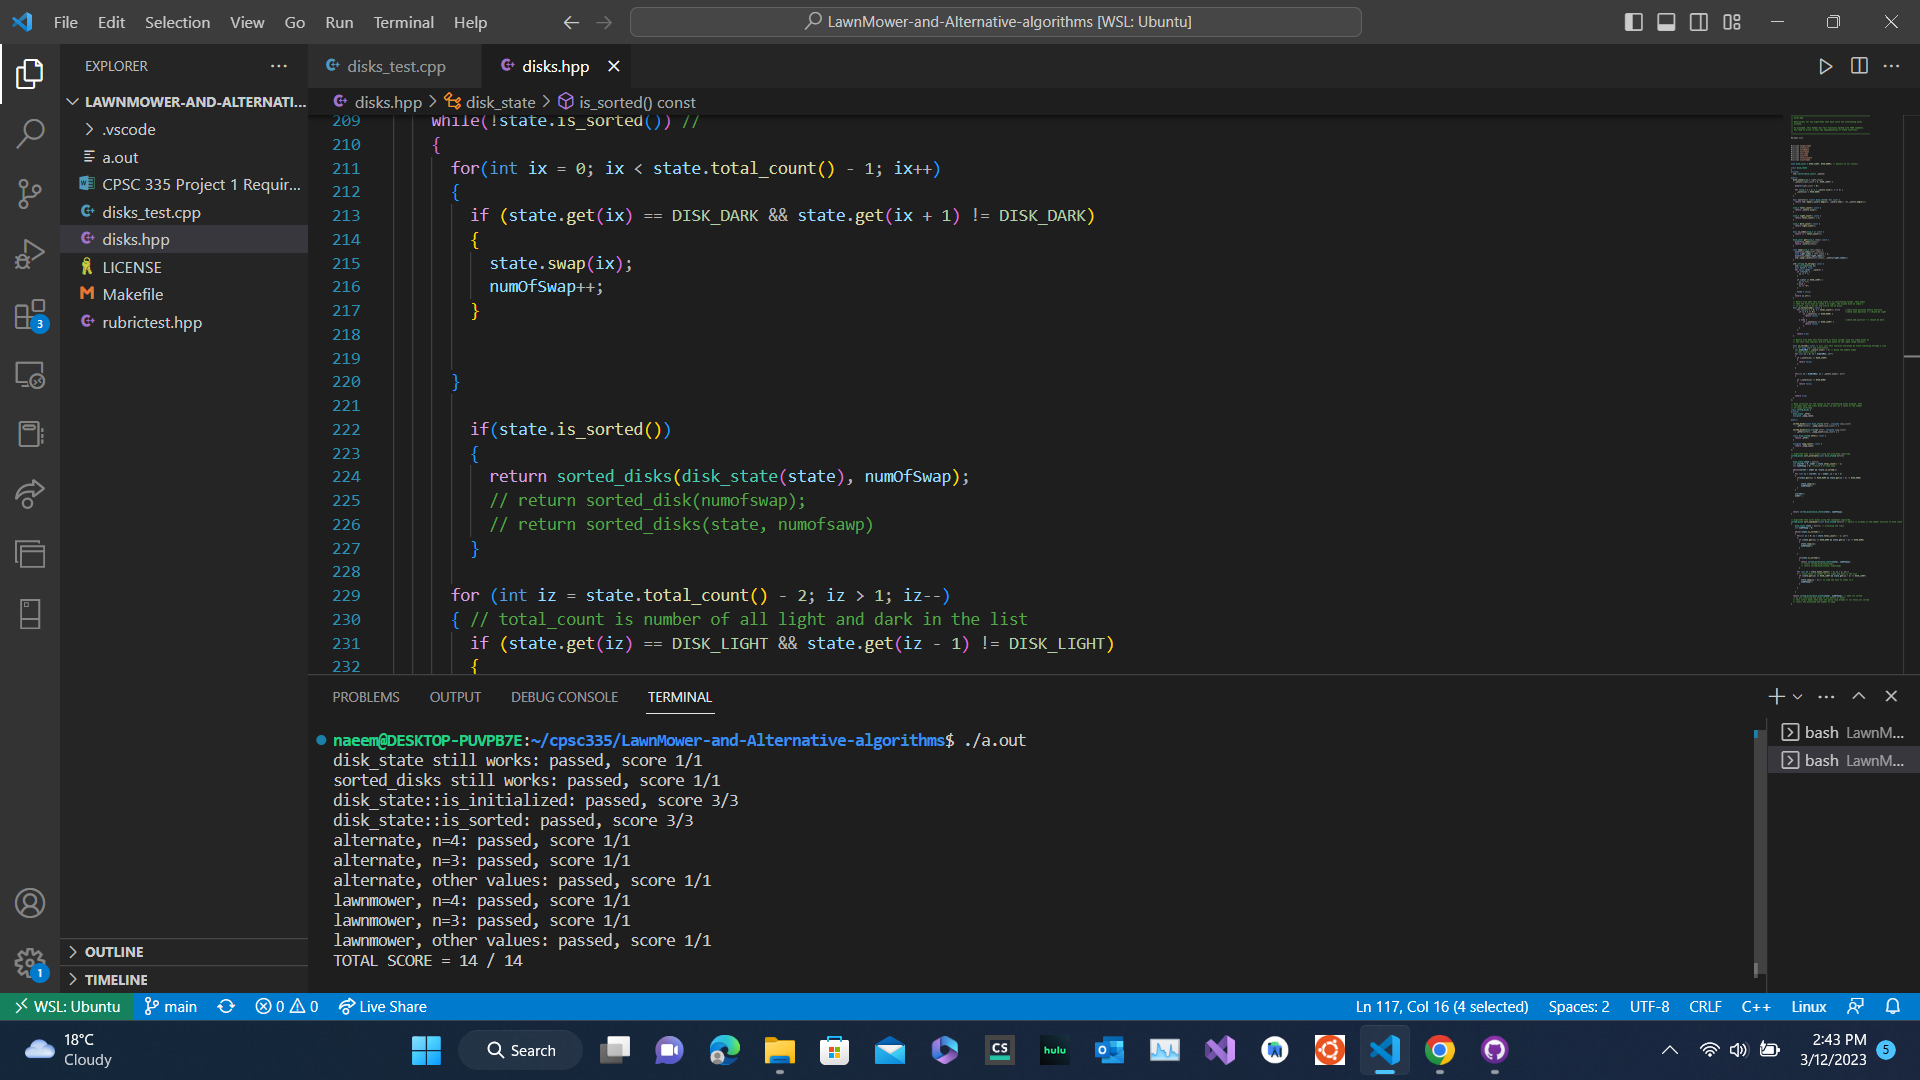 File Edit Selection View Go Run Terminal Help
LawnMower-and-Alternative-algorithms [WSL: Ubuntu]
EXPLORER
disks_test.cpp
disks.hpp
LAWNMOWER-AND-ALTERNATI...
disks.hpp > disk_state > is_sorted() const
.vscode
a.out
CPSC 335 Project 1 Requir...
disks_test.cpp
disks.hpp
LICENSE
Makefile
rubrictest.hpp
3
209 while(!state.is_sorted()) //
210 {
211 for(int ix = 0; ix < state.total_count() - 1; ix++)
212 {
213 if (state.get(ix) == DISK_DARK && state.get(ix + 1) != DISK_DARK)
214 {
215 state.swap(ix);
216 numOfSwap++;
217 }
218
219
220 }
221
222 if(state.is_sorted())
223 {
224 return sorted_disks(disk_state(state), numOfSwap);
225 // return sorted_disk(numofswap);
226 // return sorted_disks(state, numofsawp)
227 }
228
229 for (int iz = state.total_count() - 2; iz > 1; iz--)
230 { // total_count is number of all light and dark in the list
231 if (state.get(iz) == DISK_LIGHT && state.get(iz - 1) != DISK_LIGHT)
232 {
PROBLEMS OUTPUT DEBUG CONSOLE TERMINAL
naeem@DESKTOP-PUVPB7E:~/cpsc335/LawnMower-and-Alternative-algorithms$ ./a.out
disk_state still works: passed, score 1/1
sorted_disks still works: passed, score 1/1
disk_state::is_initialized: passed, score 3/3
disk_state::is_sorted: passed, score 3/3
alternate, n=4: passed, score 1/1
alternate, n=3: passed, score 1/1
alternate, other values: passed, score 1/1
lawnmower, n=4: passed, score 1/1
lawnmower, n=3: passed, score 1/1
lawnmower, other values: passed, score 1/1
TOTAL SCORE = 14 / 14
bash LawnM...
bash LawnM...
OUTLINE
TIMELINE
1
WSL: Ubuntu main 0 0 Live Share
Ln 117, Col 16 (4 selected) Spaces: 2 UTF-8 CRLF C++ Linux
18°C
Cloudy
Search
CS
hulu
2:43 PM
3/12/2023
5